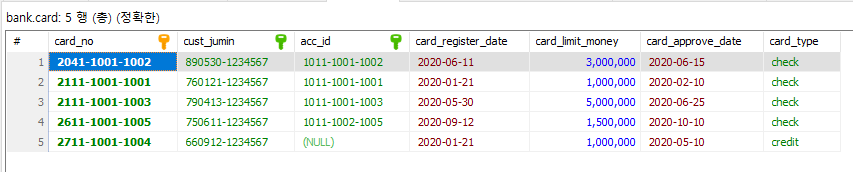 bank.card: 5 행 (총) (정확한)
# card_no cust_jumin acc_id card_register_date card_limit_money card_approve_date card_type
1 2041-1001-1002 890530-1234567 1011-1001-1002 2020-06-11 3,000,000 2020-06-15 check
2 2111-1001-1001 760121-1234567 1011-1001-1001 2020-01-21 1,000,000 2020-02-10 check
3 2111-1001-1003 790413-1234567 1011-1001-1003 2020-05-30 5,000,000 2020-06-25 check
4 2611-1001-1005 750611-1234567 1011-1002-1005 2020-09-12 1,500,000 2020-10-10 check
5 2711-1001-1004 660912-1234567 (NULL) 2020-01-21 1,000,000 2020-05-10 credit